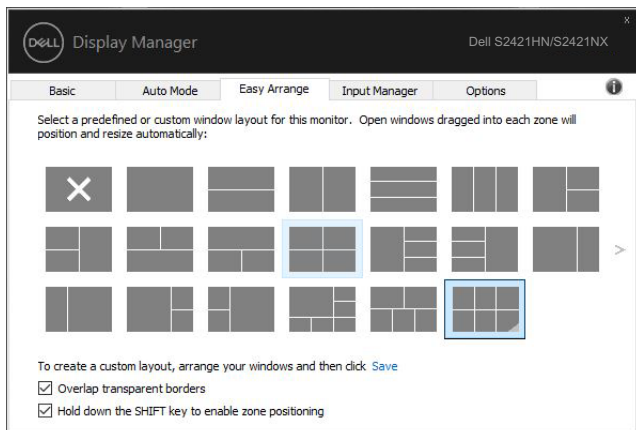 DELL Display Manager
Dell S2421HN/S2421NX
x
Basic
Auto Mode
Easy Arrange
Input Manager
Options
i
Select a predefined or custom window layout for this monitor. Open windows dragged into each zone will
position and resize automatically:
>
To create a custom layout, arrange your windows and then click Save
Overlap transparent borders
Hold down the SHIFT key to enable zone positioning